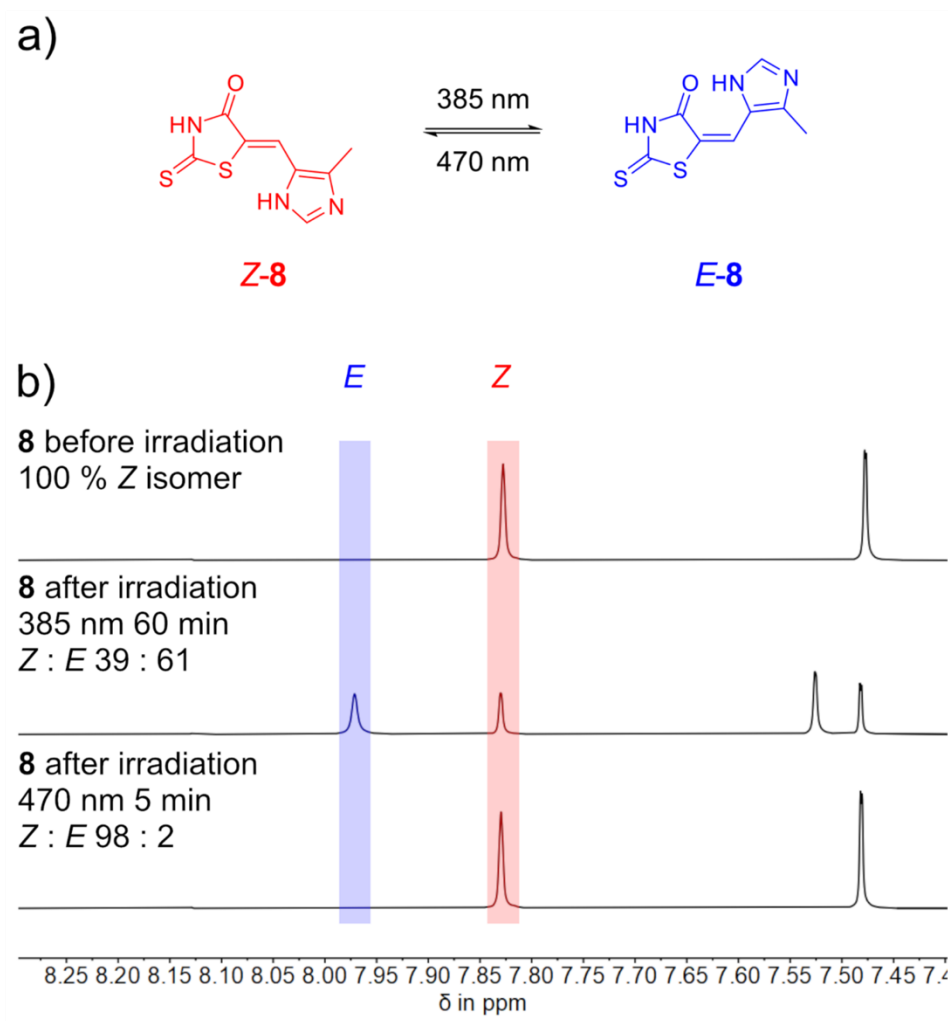 a)
O
HN
S
S
HN
N
385 nm
470 nm
HN
N
O
HN
S
S
Z-8
E-8
b)
E
Z
8 before irradiation
100 % Z isomer
8 after irradiation
385 nm 60 min
Z : E 39 : 61
8 after irradiation
470 nm 5 min
Z : E 98 : 2
8.25 8.20 8.15 8.10 8.05 8.00 7.95 7.90 7.85 7.80 7.75 7.70 7.65 7.60 7.55 7.50 7.45 7.4
δ in ppm